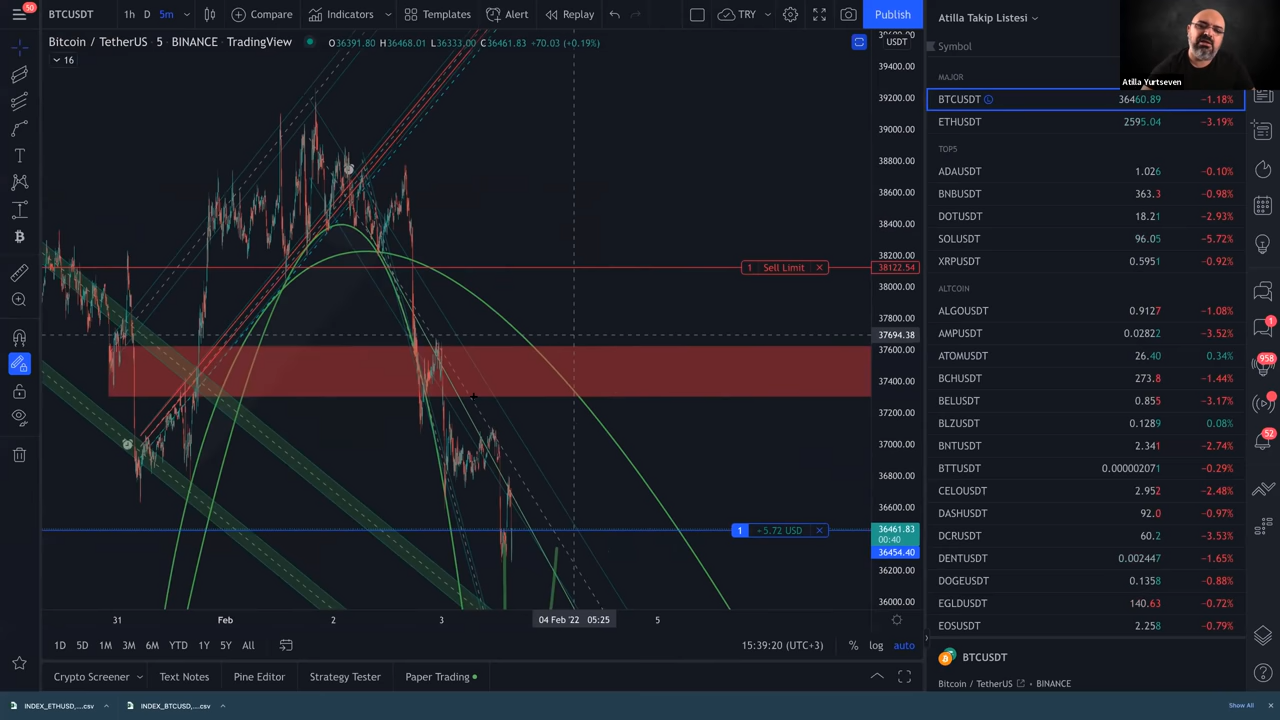 50
BTCUSDT 1h D 5m Compare Indicators Templates Alert Replay TRY Publish
Bitcoin / TetherUS · 5 · BINANCE · TradingView O36391.80 H36468.01 L36333.00 C36461.83 +70.03 (+0.19%)
16
USDT
39400.00
39200.00
39000.00
38800.00
38600.00
38400.00
38200.00
1 Sell Limit 38122.54
38000.00
37800.00
37694.38
37600.00
37400.00
37200.00
37000.00
36800.00
36600.00
1 +5.72 USD 36461.83
00:40
36454.40
36200.00
36000.00
31 Feb 2 3 04 Feb '22 05:25 5
1D 5D 1M 3M 6M YTD 1Y 5Y All 15:39:20 (UTC+3) % log auto
Crypto Screener Text Notes Pine Editor Strategy Tester Paper Trading
Atilla Takip Listesi
Symbol
Atilla Yurtseven
MAJOR
BTCUSDT 36460.89 −1.18%
ETHUSDT 2595.04 −3.19%
TOP5
ADAUSDT 1.026 −0.10%
BNBUSDT 363.3 −0.98%
DOTUSDT 18.21 −2.93%
SOLUSDT 96.05 −5.72%
XRPUSDT 0.5951 −0.92%
ALTCOIN
ALGOUSDT 0.9127 −1.08%
AMPUSDT 0.02822 −3.52%
ATOMUSDT 26.40 0.34%
BCHUSDT 273.8 −1.44%
BELUSDT 0.855 −3.17%
BLZUSDT 0.1289 0.08%
BNTUSDT 2.341 −2.74%
BTTUSDT 0.000002071 −0.29%
CELOUSDT 2.952 −2.48%
DASHUSDT 92.0 −0.97%
DCRUSDT 60.2 −3.53%
DENTUSDT 0.002447 −1.65%
DOGEUSDT 0.1358 −0.88%
EGLDUSDT 140.63 −0.72%
EOSUSDT 2.258 −0.79%
BTCUSDT
Bitcoin / TetherUS · BINANCE
1
958
52
INDEX_ETHUSD,....csv INDEX_BTCUSD,....csv Show All